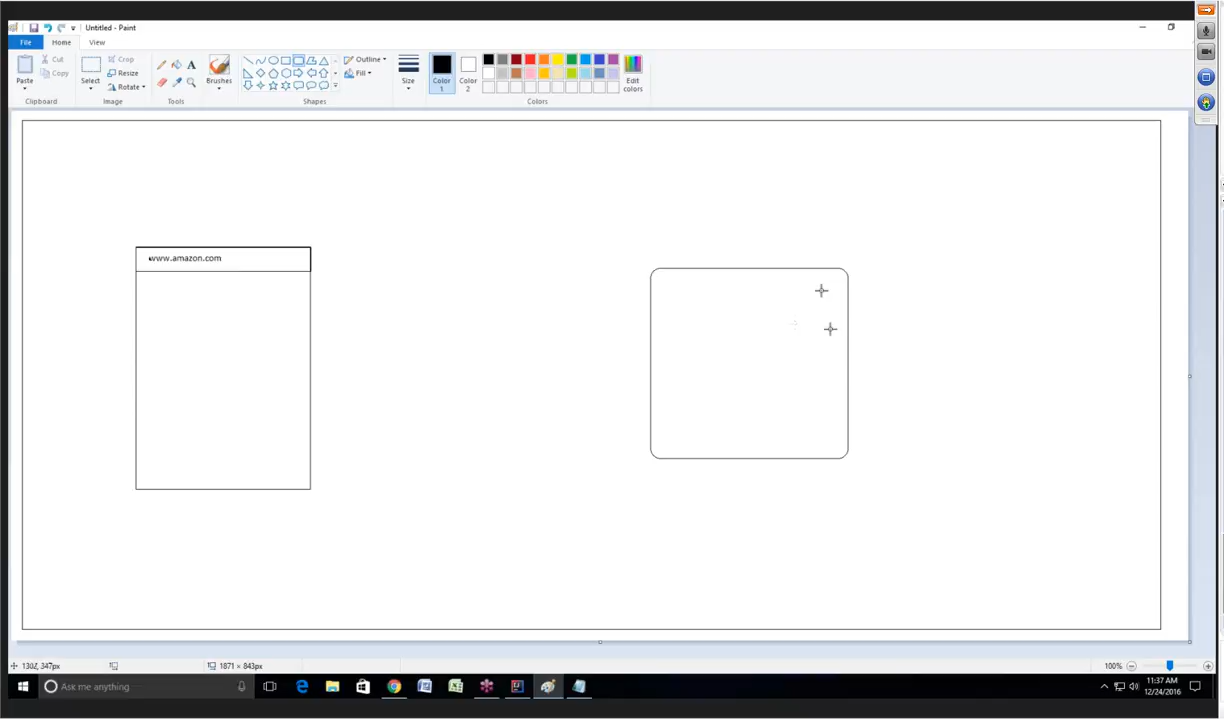 Untitled - Paint
File
Home
View
Paste
Cut
Copy
Clipboard
Select
Crop
Resize
Rotate
Image
Tools
Brushes
Shapes
Outline
Fill
Size
Color 1
Color 2
Edit colors
Colors
www.amazon.com
1871 × 843px
100%
Ask me anything
11:37 AM
12/24/2016